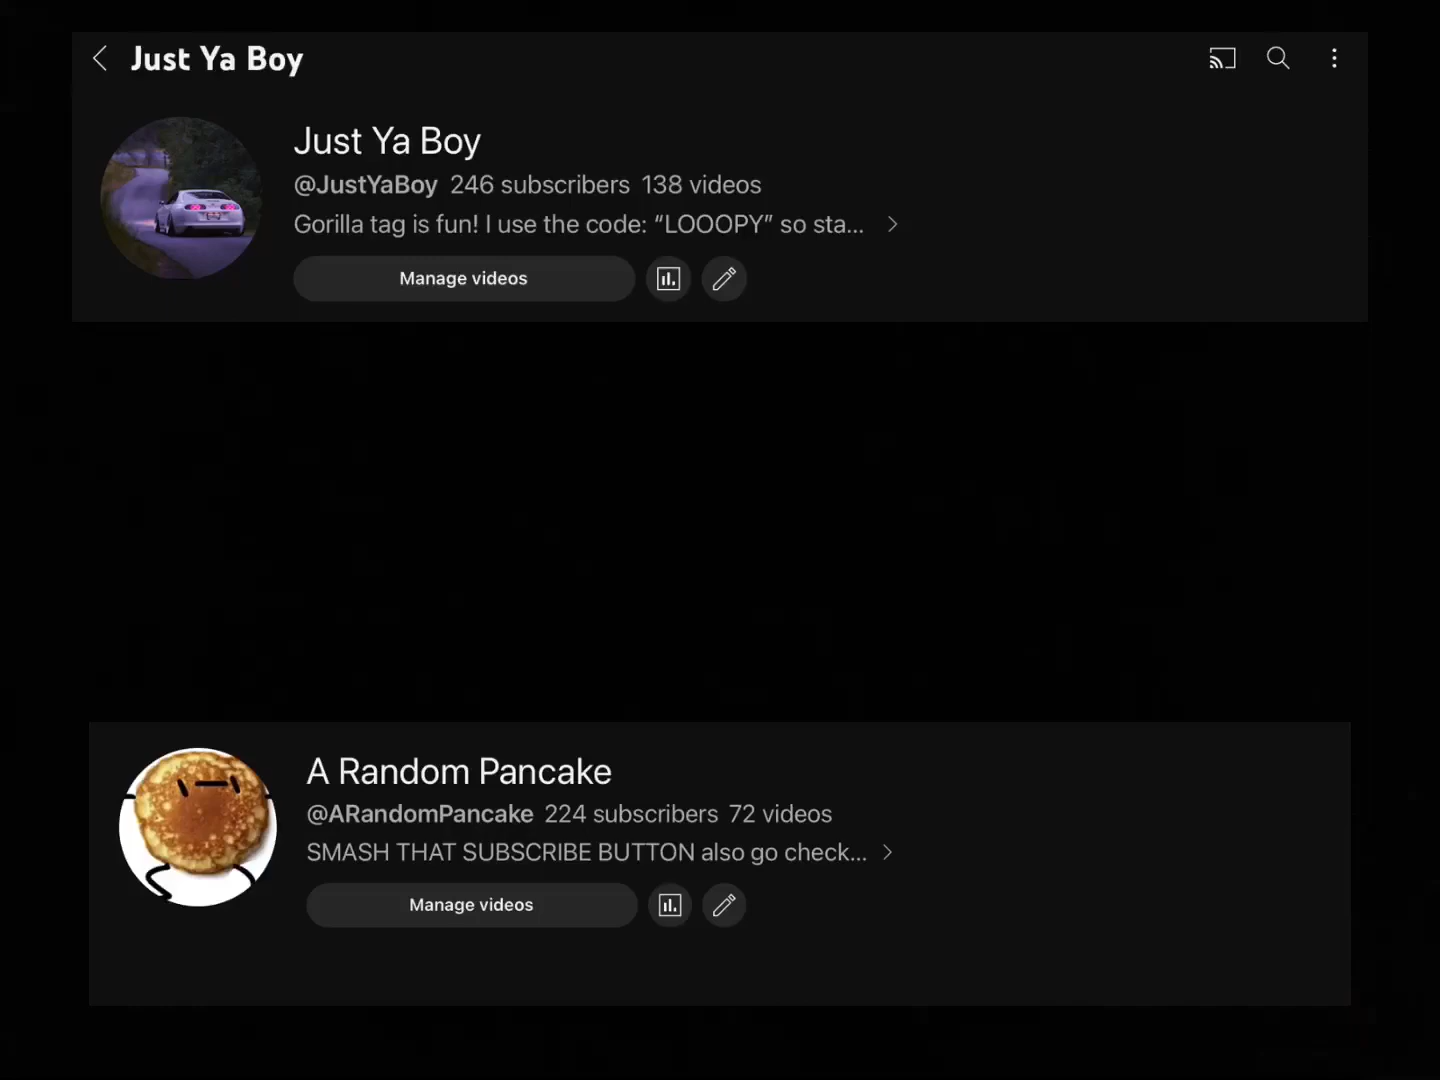 Just Ya Boy
Just Ya Boy
@JustYaBoy 246 subscribers 138 videos
Gorilla tag is fun! I use the code: “LOOOPY” so sta...
Manage videos
A Random Pancake
@ARandomPancake 224 subscribers 72 videos
SMASH THAT SUBSCRIBE BUTTON also go check...
Manage videos